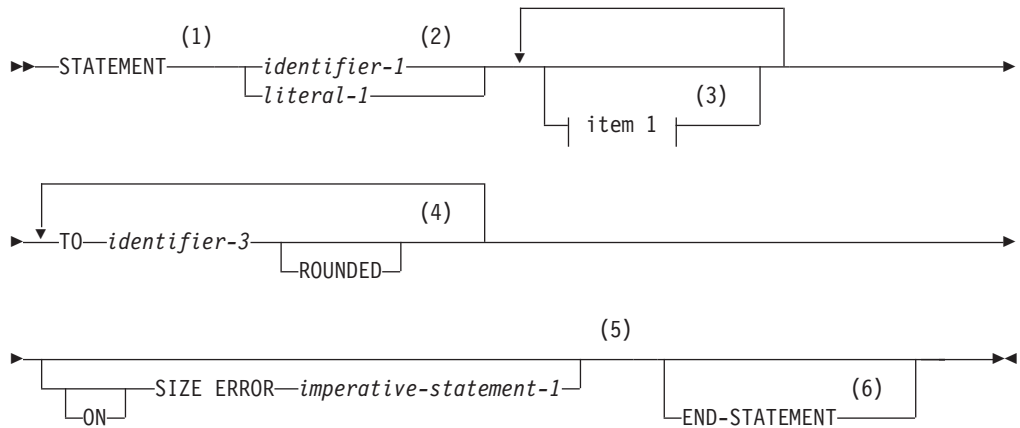 (1) (2)
STATEMENT identifier-1
literal-1
(3)
item 1
(4)
TO identifier-3
ROUNDED
(5)
SIZE ERROR imperative-statement-1
ON
(6)
END-STATEMENT